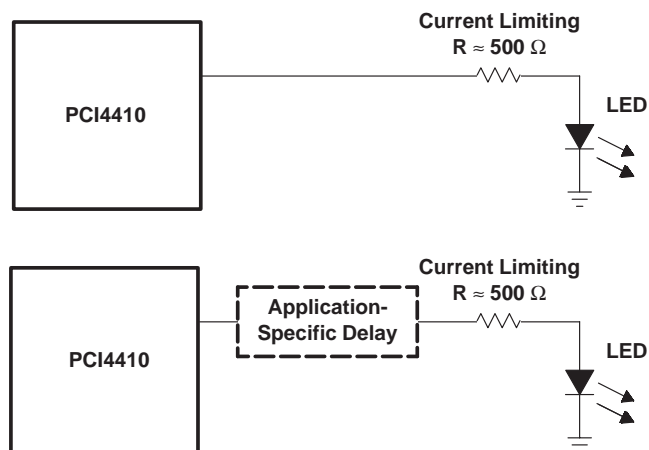 Current Limiting
R ≈ 500 Ω
LED
PCI4410
Current Limiting
R ≈ 500 Ω
Application-
Specific Delay
LED
PCI4410